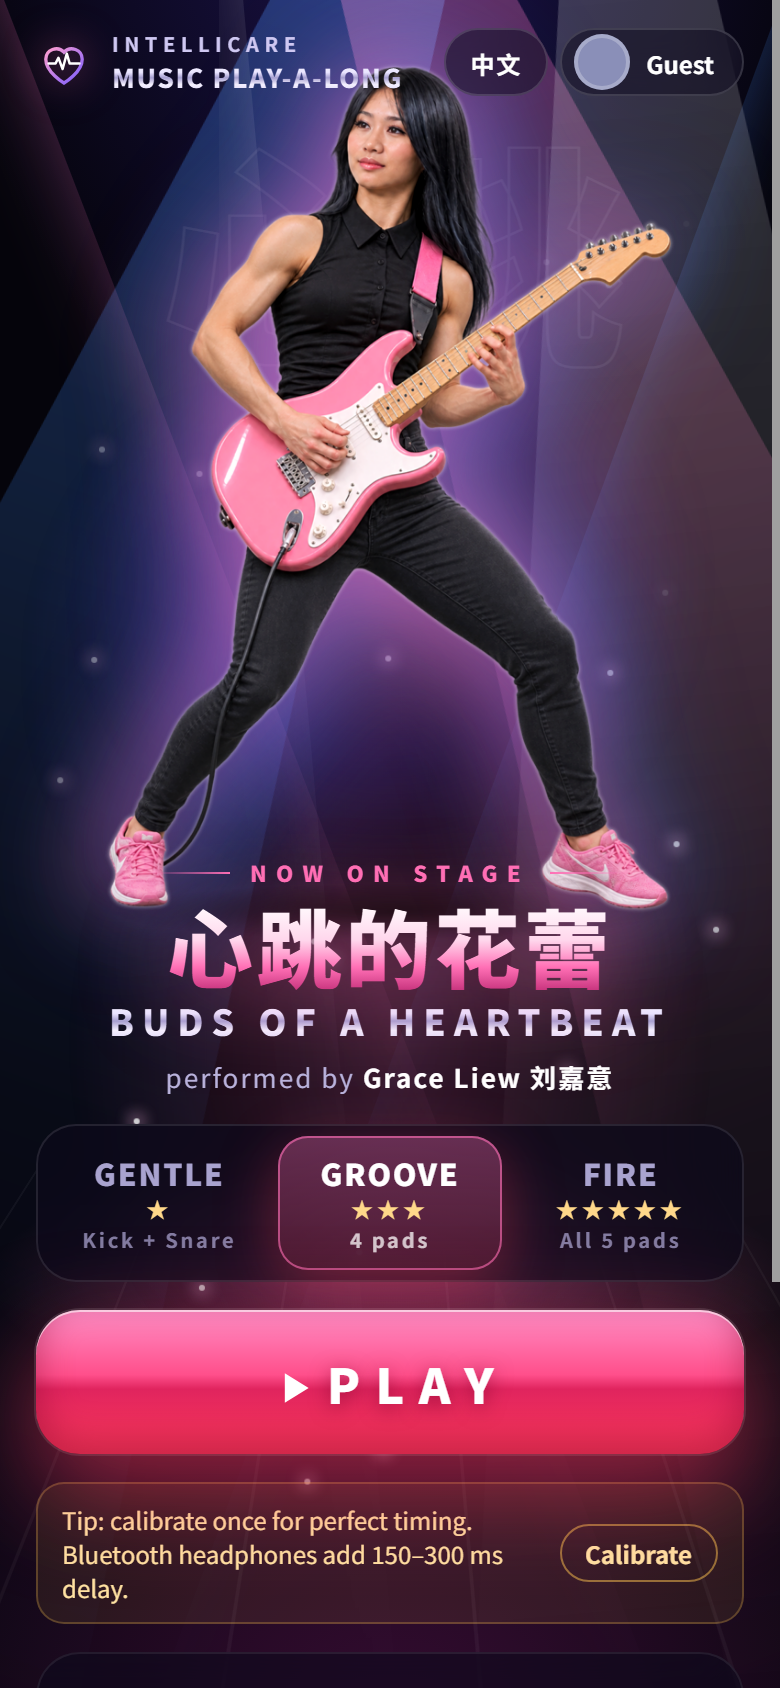 INTELLICARE
MUSIC PLAY-A-LONG
中文
Guest
NOW ON STAGE
心跳的花蕾
BUDS OF A HEARTBEAT
performed by Grace Liew 刘嘉意
GENTLE
★
Kick + Snare
GROOVE
★★★
4 pads
FIRE
★★★★★
All 5 pads
▶ PLAY
Tip: calibrate once for perfect timing.
Bluetooth headphones add 150–300 ms
delay.
Calibrate